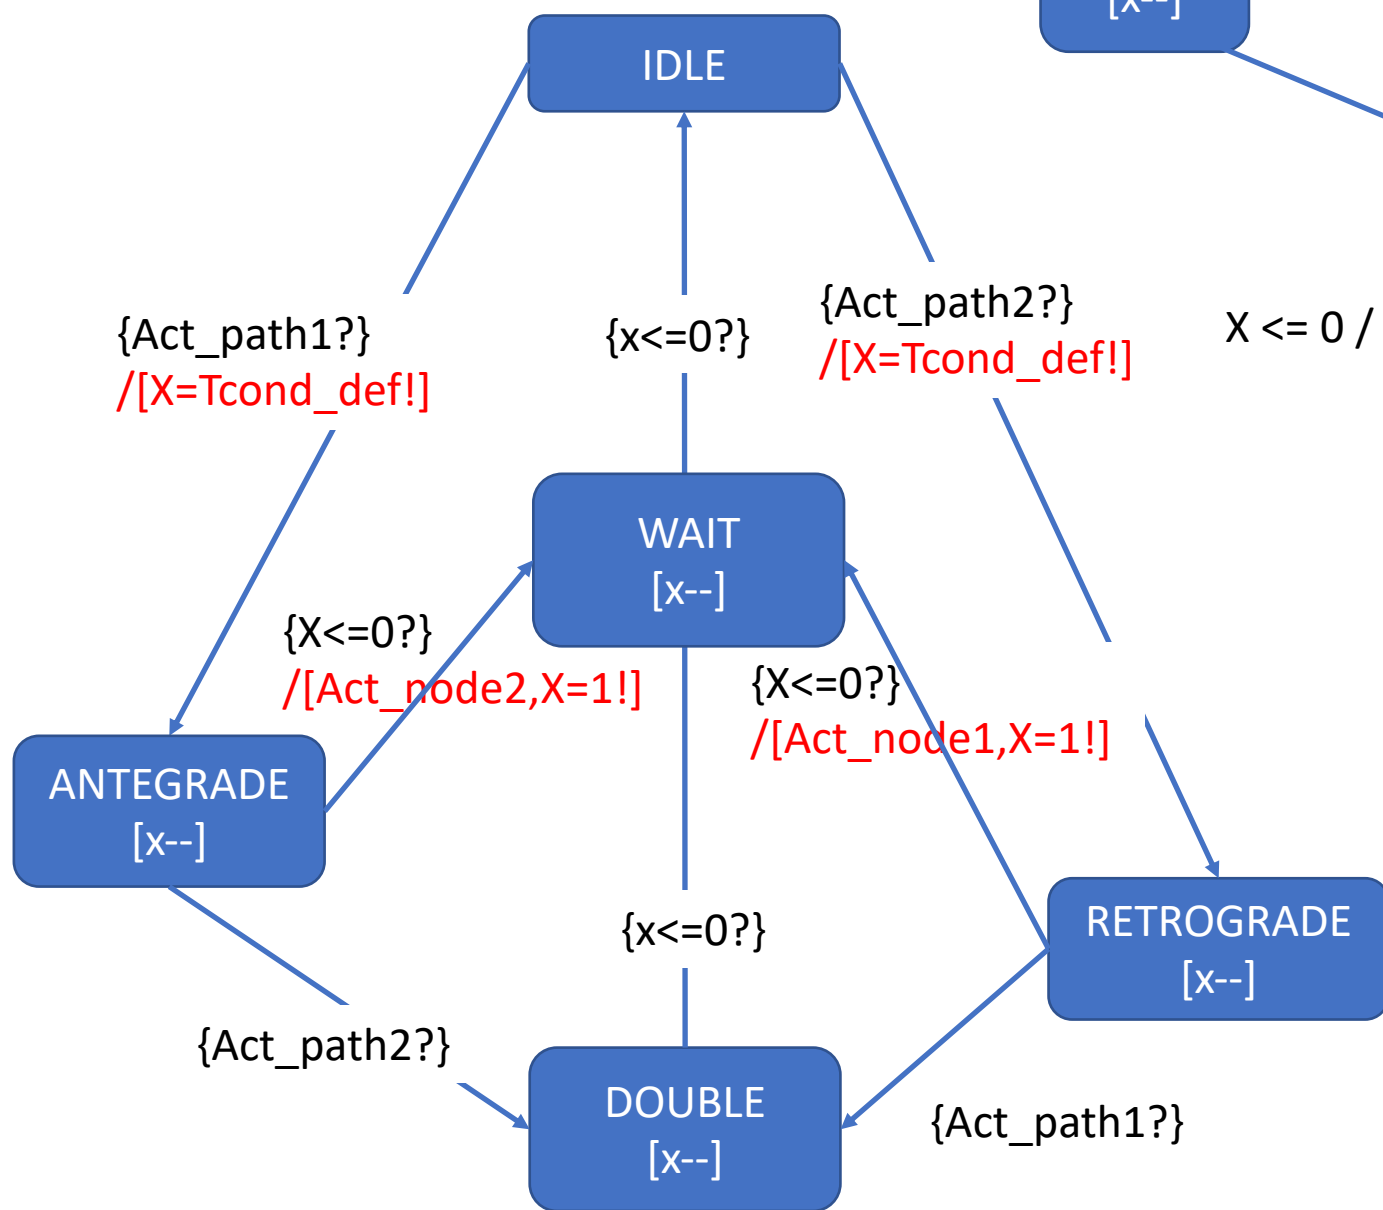 [x--]
IDLE
{Act_path1?}
/[X=Tcond_def!]
{x<=0?}
{Act_path2?}
/[X=Tcond_def!]
X <= 0 /
WAIT
[x--]
{X<=0?}
/[Act_node2,X=1!]
{X<=0?}
/[Act_node1,X=1!]
ANTEGRADE
[x--]
{x<=0?}
RETROGRADE
[x--]
{Act_path2?}
DOUBLE
[x--]
{Act_path1?}